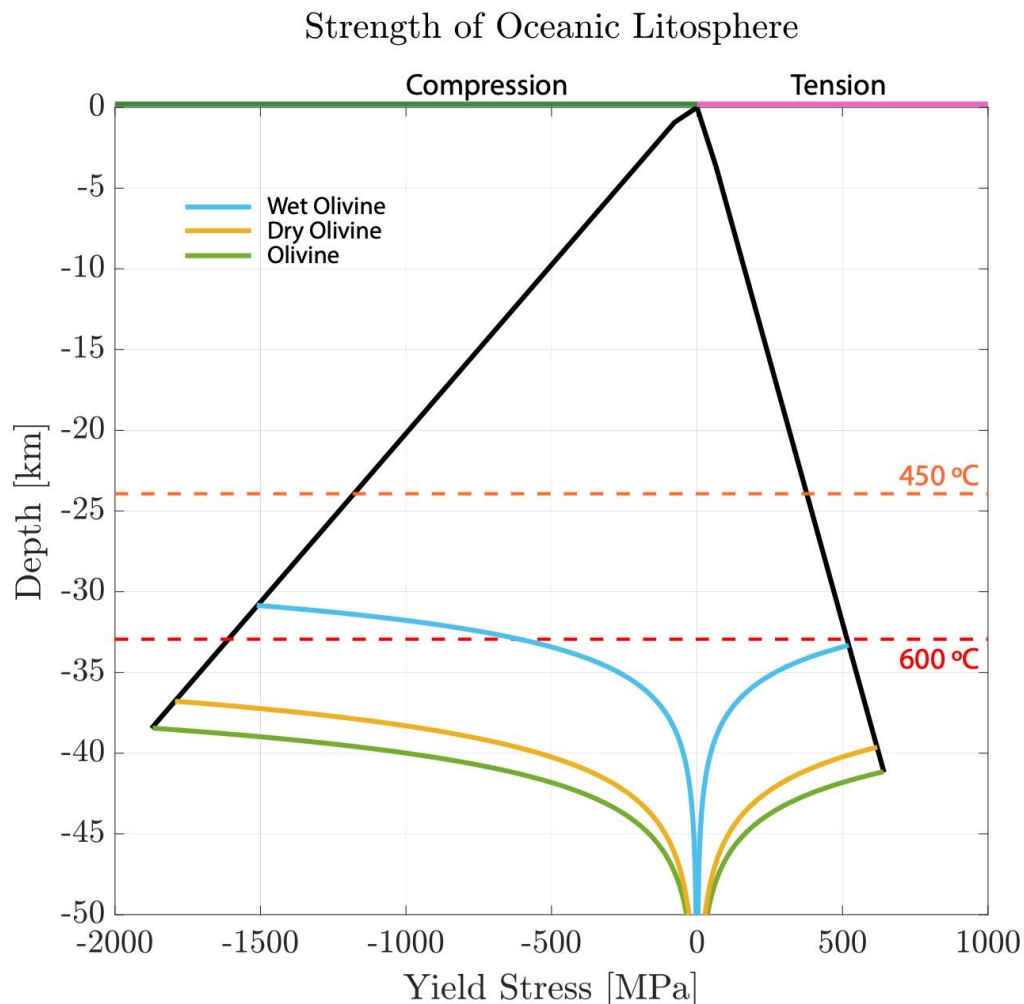 Strength of Oceanic Litosphere
Compression
Tension
0
-5
-10
-15
-20
-25
-30
-35
-40
-45
-50
Wet Olivine
Dry Olivine
Olivine
450 ºC
600 ºC
Depth [km]
-2000 -1500 -1000 -500 0 500 1000
Yield Stress [MPa]